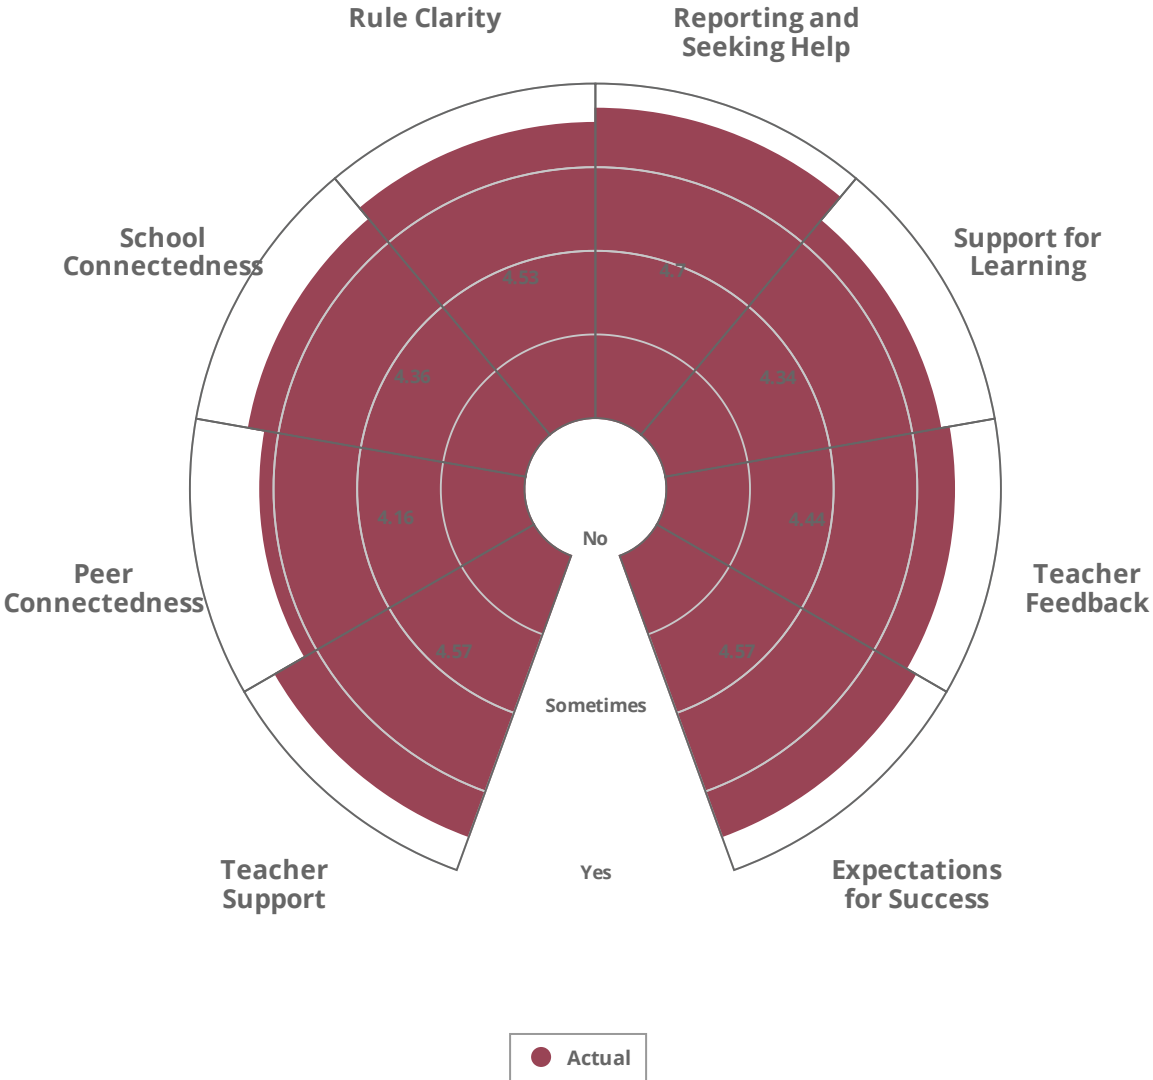 Rule Clarity
Reporting and
Seeking Help
School
Connectedness
Support for
Learning
4.53
4.7
4.36
4.34
4.16
4.44
No
Peer
Connectedness
Teacher
Feedback
4.57
4.57
Sometimes
Teacher
Support
Yes
Expectations
for Success
Actual